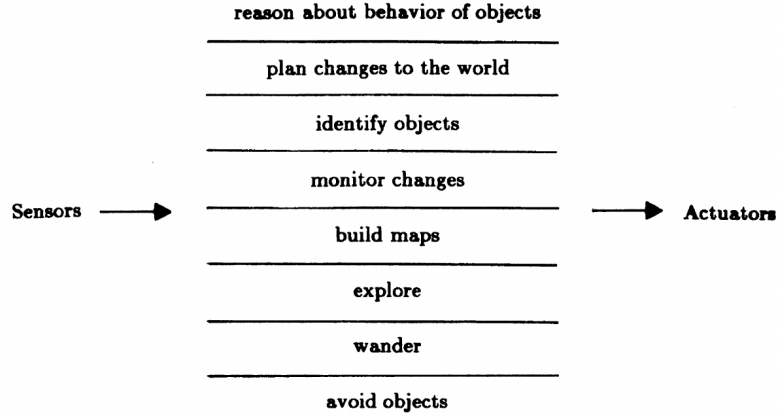 reason about behavior of objects
plan changes to the world
identify objects
monitor changes
Sensors
Actuators
build maps
explore
wander
avoid objects